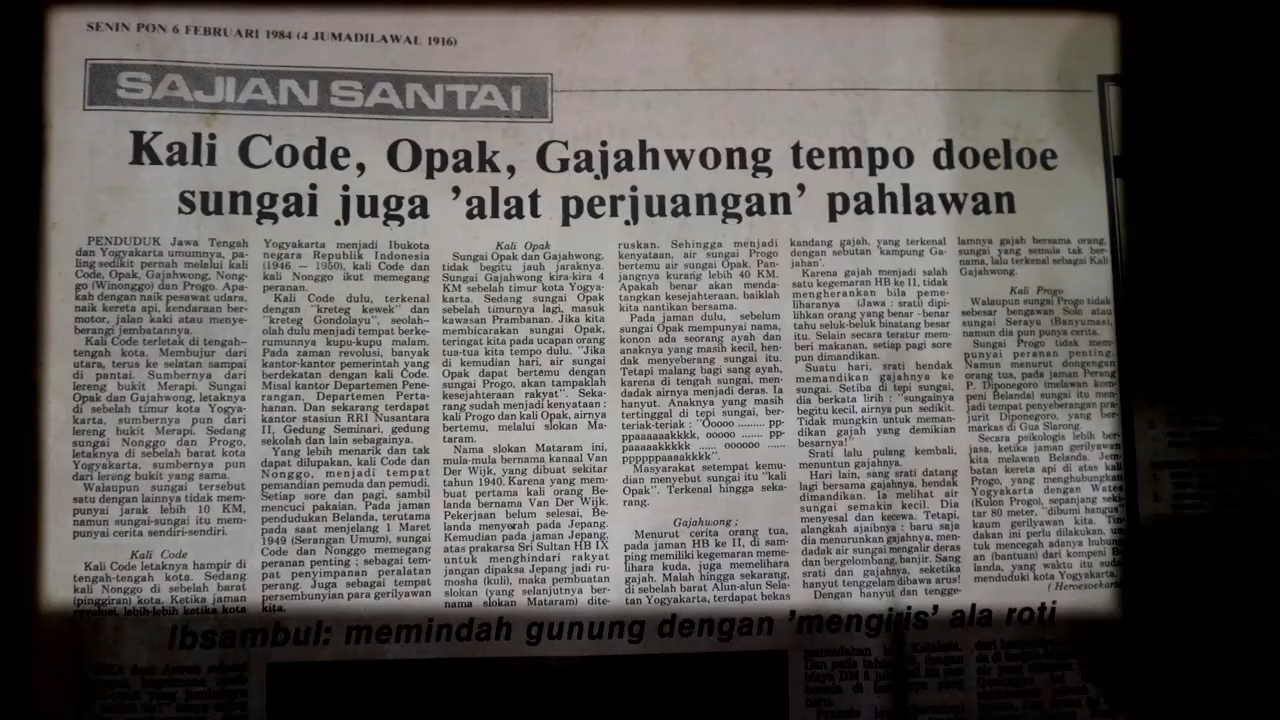 SENIN PON 6 FEBRUARI 1984 (4 JUMADILAWAL 1916)
SAJIAN SANTAI
Kali Code, Opak, Gajahwong tempo doeloe
sungai juga 'alat perjuangan' pahlawan
PENDUDUK Jawa Tengah
dan Yogyakarta umumnya, pa-
ling sedikit pernah melalui kali
Code, Opak, Gajahwong, Nong-
go (Winonggo) dan Progo. Apa-
kah dengan naik pesawat udara,
naik kereta api, kendaraan ber-
motor, jalan kaki atau menye-
berangi jembatannya.
Kali Code terletak di tengah-
tengah kota. Membujur dari
utara, terus ke selatan sampai
di pantai. Sumbernya dari
lereng bukit Merapi. Sungai
Opak dan Gajahwong, letaknya
di sebelah timur kota Yogya-
karta, sumbernya pun dari
lereng bukit Merapi. Sedang
sungai Nonggo dan Progo,
letaknya di sebelah barat kota
Yogyakarta, sumbernya pun
dari lereng bukit yang sama.
Walaupun sungai tersebut
satu dengan lainnya tidak mem-
punyai jarak lebih 10 KM,
namun sungai-sungai itu mem-
punyai cerita sendiri-sendiri.
Kali Code
Kali Code letaknya hampir di
tengah-tengah kota. Sedang
kali Nonggo di sebelah barat
(pinggiran) kota. Ketika jaman
revolusi, lebih-lebih ketika kota
Yogyakarta menjadi Ibukota
negara Republik Indonesia
(1946 — 1950), kali Code dan
kali Nonggo ikut memegang
peranan.
Kali Code dulu, terkenal
dengan "kreteg kewek" dan
"kreteg Gondolayu", seolah-
olah dulu menjadi tempat berke-
rumunnya kupu-kupu malam.
Pada zaman revolusi, banyak
kantor-kantor pemerintah yang
berdekatan dengan kali Code.
Misal kantor Departemen Pene-
rangan, Departemen Perta-
hanan. Dan sekarang terdapat
kantor stasiun RRI Nusantara
II, Gedung Seminari, gedung
sekolah dan lain sebagainya.
Yang lebih menarik dan tak
dapat dilupakan, kali Code dan
Nonggo, menjadi tempat
pemandian pemuda dan pemudi.
Setiap sore dan pagi, sambil
mencuci pakaian. Pada jaman
pendudukan Belanda, terutama
pada saat menjelang 1 Maret
1949 (Serangan Umum), sungai
Code dan Nonggo memegang
peranan penting ; sebagai tem-
pat penyimpanan peralatan
perang. Juga sebagai tempat
persembunyian para gerilyawan
kita.
Kali Opak
Sungai Opak dan Gajahwong,
tidak begitu jauh jaraknya.
Sungai Gajahwong kira-kira 4
KM sebelah timur kota Yogya-
karta. Sedang sungai Opak
sebelah timurnya lagi, masuk
kawasan Prambanan. Jika kita
membicarakan sungai Opak,
teringat kita pada ucapan orang
tua-tua kita tempo dulu. "Jika
di kemudian hari, air sungai
Opak dapat bertemu dengan
sungai Progo, akan tampaklah
kesejahteraan rakyat". Seka-
rang sudah menjadi kenyataan :
kali Progo dan kali Opak, airnya
bertemu, melalui slokan Ma-
taram.
Nama slokan Mataram ini,
mula-mula bernama kanaal Van
Der Wijk, yang dibuat sekitar
tahun 1940. Karena yang mem-
buat pertama kali orang Be-
landa bernama Van Der Wijk.
Pekerjaan belum selesai, Be-
landa menyerah pada Jepang.
Kemudian pada jaman Jepang,
atas prakarsa Sri Sultan HB IX
untuk menghindari rakyat
jangan dipaksa Jepang jadi ro-
mosha (kuli), maka pembuatan
slokan (yang selanjutnya ber-
nama slokan Mataram) dite-
ruskan. Sehingga menjadi
kenyataan, air sungai Progo
bertemu air sungai Opak. Pan-
jangnya kurang lebih 40 KM.
Apakah benar akan menda-
tangkan kesejahteraan, baiklah
kita nantikan bersama.
Pada jaman dulu, sebelum
sungai Opak mempunyai nama,
konon ada seorang ayah dan
anaknya yang masih kecil, hen-
dak menyeberang sungai itu.
Tetapi malang bagi sang ayah,
karena di tengah sungai, men-
dadak airnya menjadi deras. Ia
hanyut. Anaknya yang masih
tertinggal di tepi sungai, ber-
teriak-teriak : "Ooooo ......... pp-
ppaaaaaakkkk, ooooo ...... pp-
paaaaakkkk ...... oooooo ......
pppppppaaaakkkk".
Masyarakat setempat kemu-
dian menyebut sungai itu "kali
Opak". Terkenal hingga seka-
rang.
Gajahwong ;
Menurut cerita orang tua,
pada jaman HB ke II, di sam-
ping memiliki kegemaran meme-
lihara kuda, juga memelihara
gajah. Malah hingga sekarang,
di sebelah barat Alun-alun Sela-
tan Yogyakarta, terdapat bekas
kandang gajah, yang terkenal
dengan sebutan 'kampung Ga-
jahan'.
Karena gajah menjadi salah
satu kegemaran HB ke II, tidak
mengherankan bila peme-
liharanya (Jawa : srati) dipi-
lihkan orang yang benar -benar
tahu seluk-beluk binatang besar
itu. Selain secara teratur mem-
beri makanan, setiap pagi sore
pun dimandikan.
Suatu hari, srati hendak
memandikan gajahnya ke
sungai. Setiba di tepi sungai,
dia berkata lirih : "sungainya
begitu kecil, airnya pun sedikit.
Tidak mungkin untuk meman-
dikan gajah yang demikian
besarnya!"
Srati lalu pulang kembali,
menuntun gajahnya.
Hari lain, sang srati datang
lagi bersama gajahnya, hendak
dimandikan. Ia melihat air
sungai semakin kecil. Dia
menyesal dan kecewa. Tetapi,
alangkah ajaibnya : baru saja
dia menurunkan gajahnya, men-
dadak air sungai mengalir deras
dan bergelombang, banjir. Sang
srati dan gajahnya, seketika
hanyut tenggelam dibawa arus!
Dengan hanyut dan tengge-
lamnya gajah bersama orang,
sungai yang semula tak ber-
nama, lalu terkenal sebagai Kali
Gajahwong.
Kali Progo
Walaupun sungai Progo tidak
sebesar bengawan Solo atau
sungai Serayu (Banyumas),
namun dia pun punya cerita.
Sungai Progo tidak mem-
punyai peranan penting.
Namun menurut dongengan
orang tua, pada jaman Perang
P. Diponegoro (melawan kom-
peni Belanda) sungai itu men-
jadi tempat penyeberangan pra-
jurit Diponegoro, yang ber-
markas di Gua Slarong.
Secara psikologis lebih ber-
jasa, ketika jaman gerilyawan
kita melawan Belanda. Jem-
batan kereta api di atas kali
Progo, yang menghubungkan
Yogyakarta dengan Wates
(Kulon Progo), sepanjang seki-
tar 80 meter, "dibumi hangus"
kaum gerilyawan kita. Tin-
dakan ini perlu dilakukan, un-
tuk mencegah adanya hubung-
an (bantuan) dari kompeni Be-
landa, yang waktu itu suda
menduduki kota Yogyakarta.
( Heroesoekar
Ibsambul: memindah gunung dengan 'mengiris' ala roti